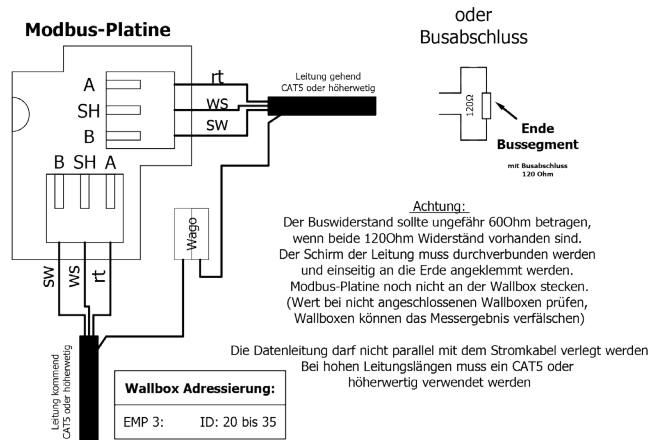 Modbus-Platine
oder
Busabschluss
A
SH
B
rt
ws
sw
Leitung gehend
CAT5 oder höherwetig
120Ω
Ende
Bussegment
mit Busabschluss
120 Ohm
B SH A
sw
ws
rt
Wago
Leitung kommend
CAT5 oder höherwetig
Achtung:
Der Buswiderstand sollte ungefähr 60Ohm betragen,
wenn beide 120Ohm Widerständ vorhanden sind.
Der Schirm der Leitung muss durchverbunden werden
und einseitig an die Erde angeklemmt werden.
Modbus-Platine noch nicht an der Wallbox stecken.
(Wert bei nicht angeschlossenen Wallboxen prüfen,
Wallboxen können das Messergebnis verfälschen)
Die Datenleitung darf nicht parallel mit dem Stromkabel verlegt werden
Bei hohen Leitungslängen muss ein CAT5 oder
höherwertig verwendet werden
Wallbox Adressierung:
EMP 3: ID: 20 bis 35